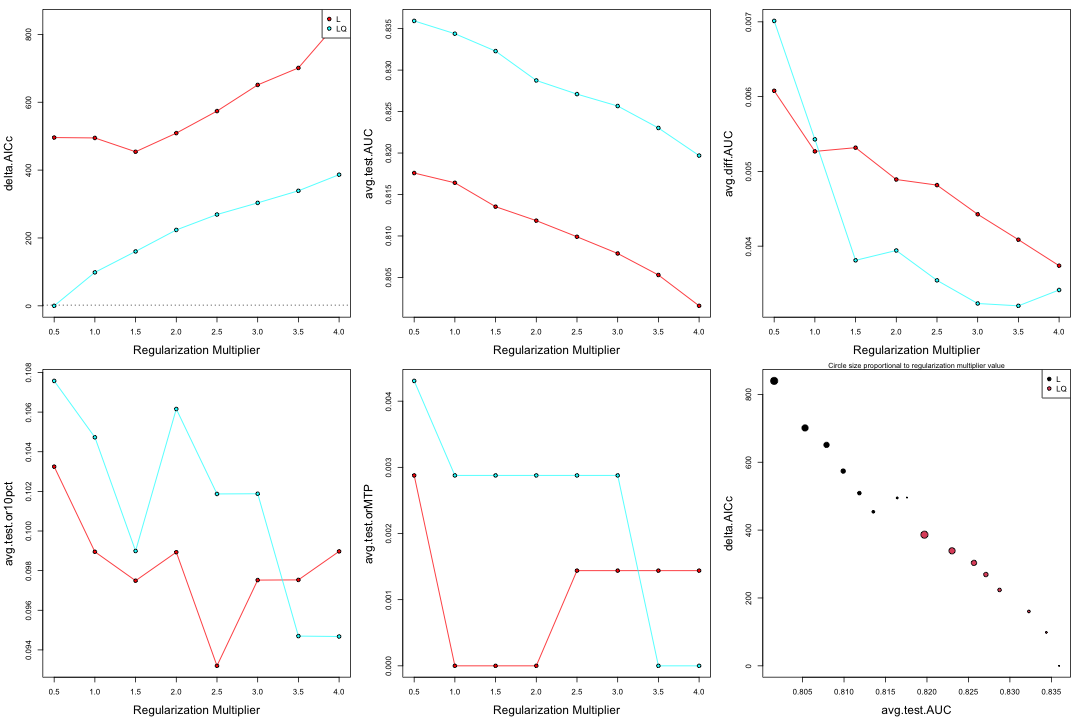 L
LQ
delta.AICc
800
600
400
200
0
0.5 1.0 1.5 2.0 2.5 3.0 3.5 4.0
Regularization Multiplier
avg.test.AUC
0.835
0.830
0.825
0.820
0.815
0.810
0.805
0.5 1.0 1.5 2.0 2.5 3.0 3.5 4.0
Regularization Multiplier
avg.diff.AUC
0.007
0.006
0.005
0.004
0.5 1.0 1.5 2.0 2.5 3.0 3.5 4.0
Regularization Multiplier
avg.test.or10pct
0.108
0.106
0.104
0.102
0.100
0.098
0.096
0.094
0.5 1.0 1.5 2.0 2.5 3.0 3.5 4.0
Regularization Multiplier
avg.test.orMTP
0.004
0.003
0.002
0.001
0.000
0.5 1.0 1.5 2.0 2.5 3.0 3.5 4.0
Regularization Multiplier
Circle size proportional to regularization multiplier value
L
LQ
delta.AICc
800
600
400
200
0
0.805 0.810 0.815 0.820 0.825 0.830 0.835
avg.test.AUC